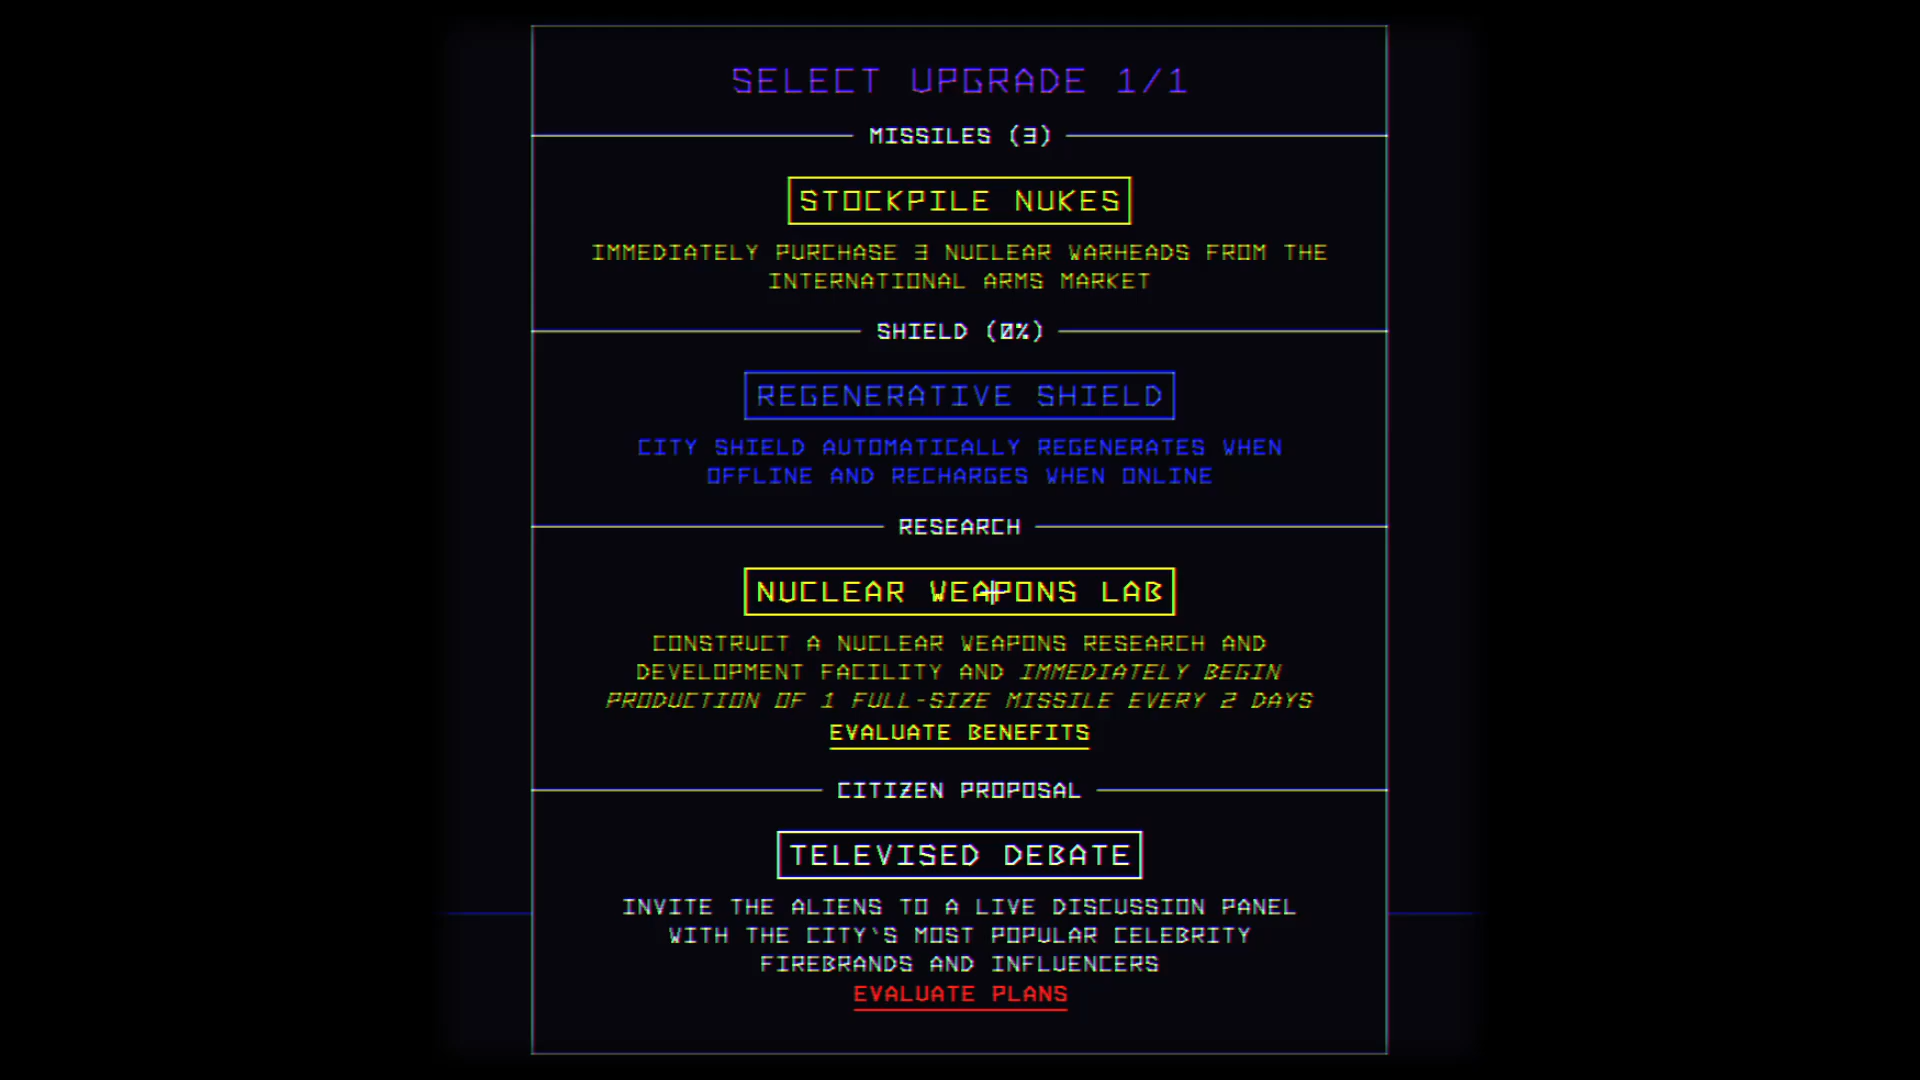 SELECT UPGRADE 1/1
MISSILES (3)
STOCKPILE NUKES
IMMEDIATELY PURCHASE 3 NUCLEAR WARHEADS FROM THE
INTERNATIONAL ARMS MARKET
SHIELD (0%)
REGENERATIVE SHIELD
CITY SHIELD AUTOMATICALLY REGENERATES WHEN
OFFLINE AND RECHARGES WHEN ONLINE
RESEARCH
NUCLEAR WEAPONS LAB
CONSTRUCT A NUCLEAR WEAPONS RESEARCH AND
DEVELOPMENT FACILITY AND IMMEDIATELY BEGIN
PRODUCTION OF 1 FULL-SIZE MISSILE EVERY 2 DAYS
EVALUATE BENEFITS
CITIZEN PROPOSAL
TELEVISED DEBATE
INVITE THE ALIENS TO A LIVE DISCUSSION PANEL
WITH THE CITY'S MOST POPULAR CELEBRITY
FIREBRANDS AND INFLUENCERS
EVALUATE PLANS